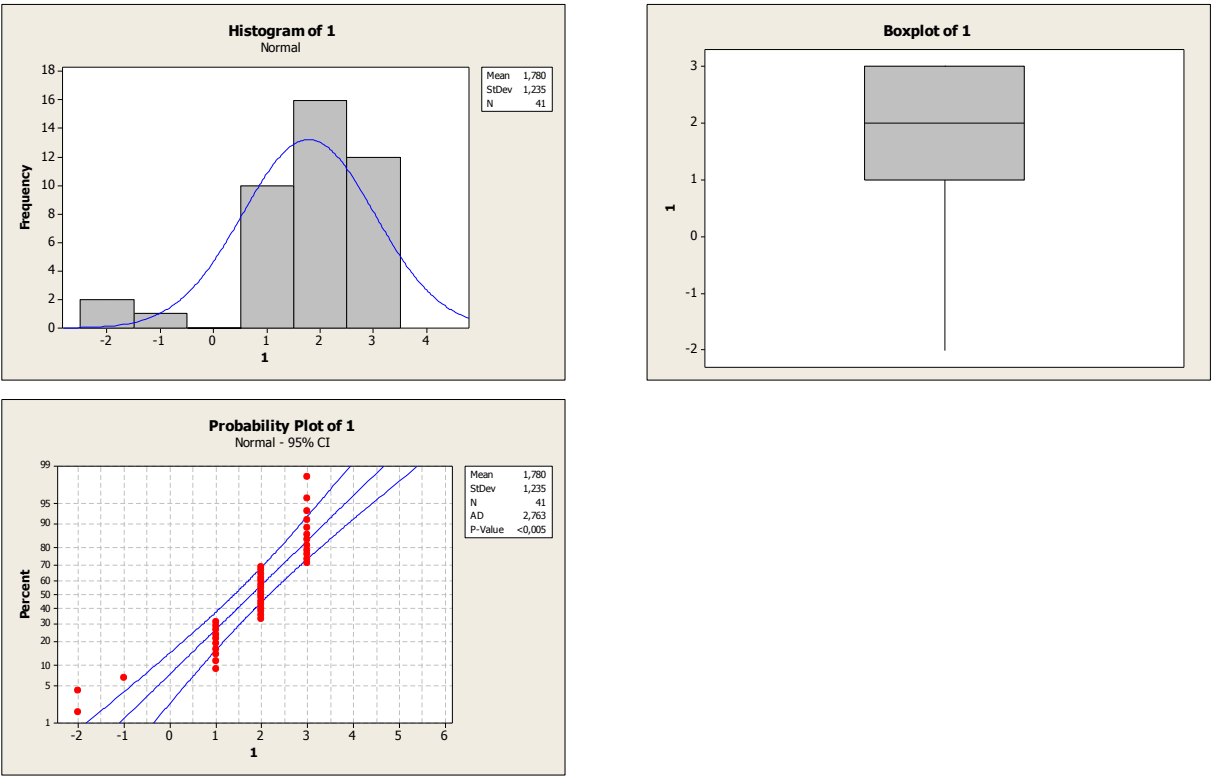 Histogram of 1
Normal
Mean 1,780
StDev 1,235
N 41
Frequency
18
16
14
12
10
8
6
4
2
0
-2 -1 0 1 2 3 4
1
Boxplot of 1
1
3
2
1
0
-1
-2
Probability Plot of 1
Normal - 95% CI
Mean 1,780
StDev 1,235
N 41
AD 2,763
P-Value <0,005
Percent
99
95
90
80
70
60
50
40
30
20
10
5
1
-2 -1 0 1 2 3 4 5 6
1